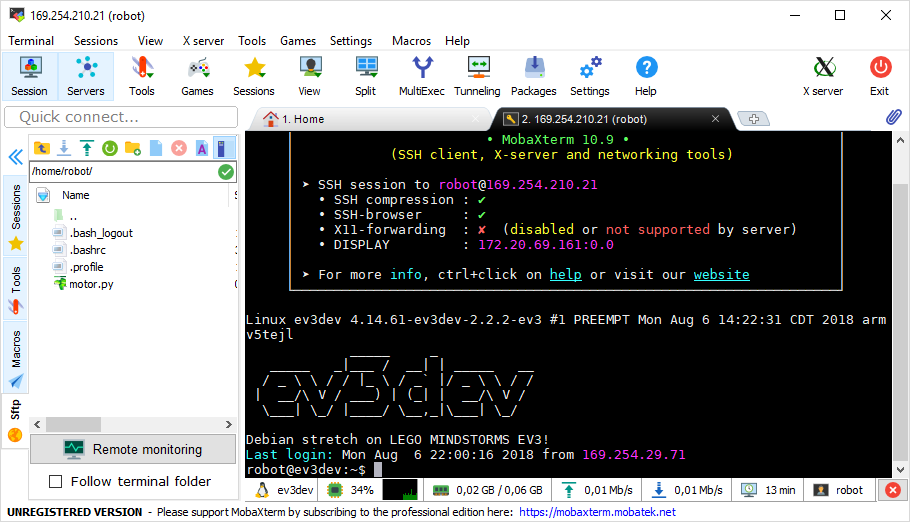 169.254.210.21 (robot)
Terminal Sessions View X server Tools Games Settings Macros Help
Session Servers Tools Games Sessions View Split MultiExec Tunneling Packages Settings Help X server Exit
Quick connect...
1. Home
2. 169.254.210.21 (robot)
/home/robot/
Name
..
.bash_logout
.bashrc
.profile
motor.py
Sessions
Tools
Macros
Sftp
Remote monitoring
Follow terminal folder
• MobaXterm 10.9 •
(SSH client, X-server and networking tools)
➤ SSH session to robot@169.254.210.21
• SSH compression : ✔
• SSH-browser : ✔
• X11-forwarding : ✘ (disabled or not supported by server)
• DISPLAY : 172.20.69.161:0.0
➤ For more info, ctrl+click on help or visit our website
Linux ev3dev 4.14.61-ev3dev-2.2.2-ev3 #1 PREEMPT Mon Aug 6 14:22:31 CDT 2018 arm
v5tejl
ev3dev
Debian stretch on LEGO MINDSTORMS EV3!
Last login: Mon Aug  6 22:00:16 2018 from 169.254.29.71
robot@ev3dev:~$
ev3dev 34% 0,02 GB / 0,06 GB 0,01 Mb/s 0,01 Mb/s 13 min robot
UNREGISTERED VERSION - Please support MobaXterm by subscribing to the professional edition here: https://mobaxterm.mobatek.net